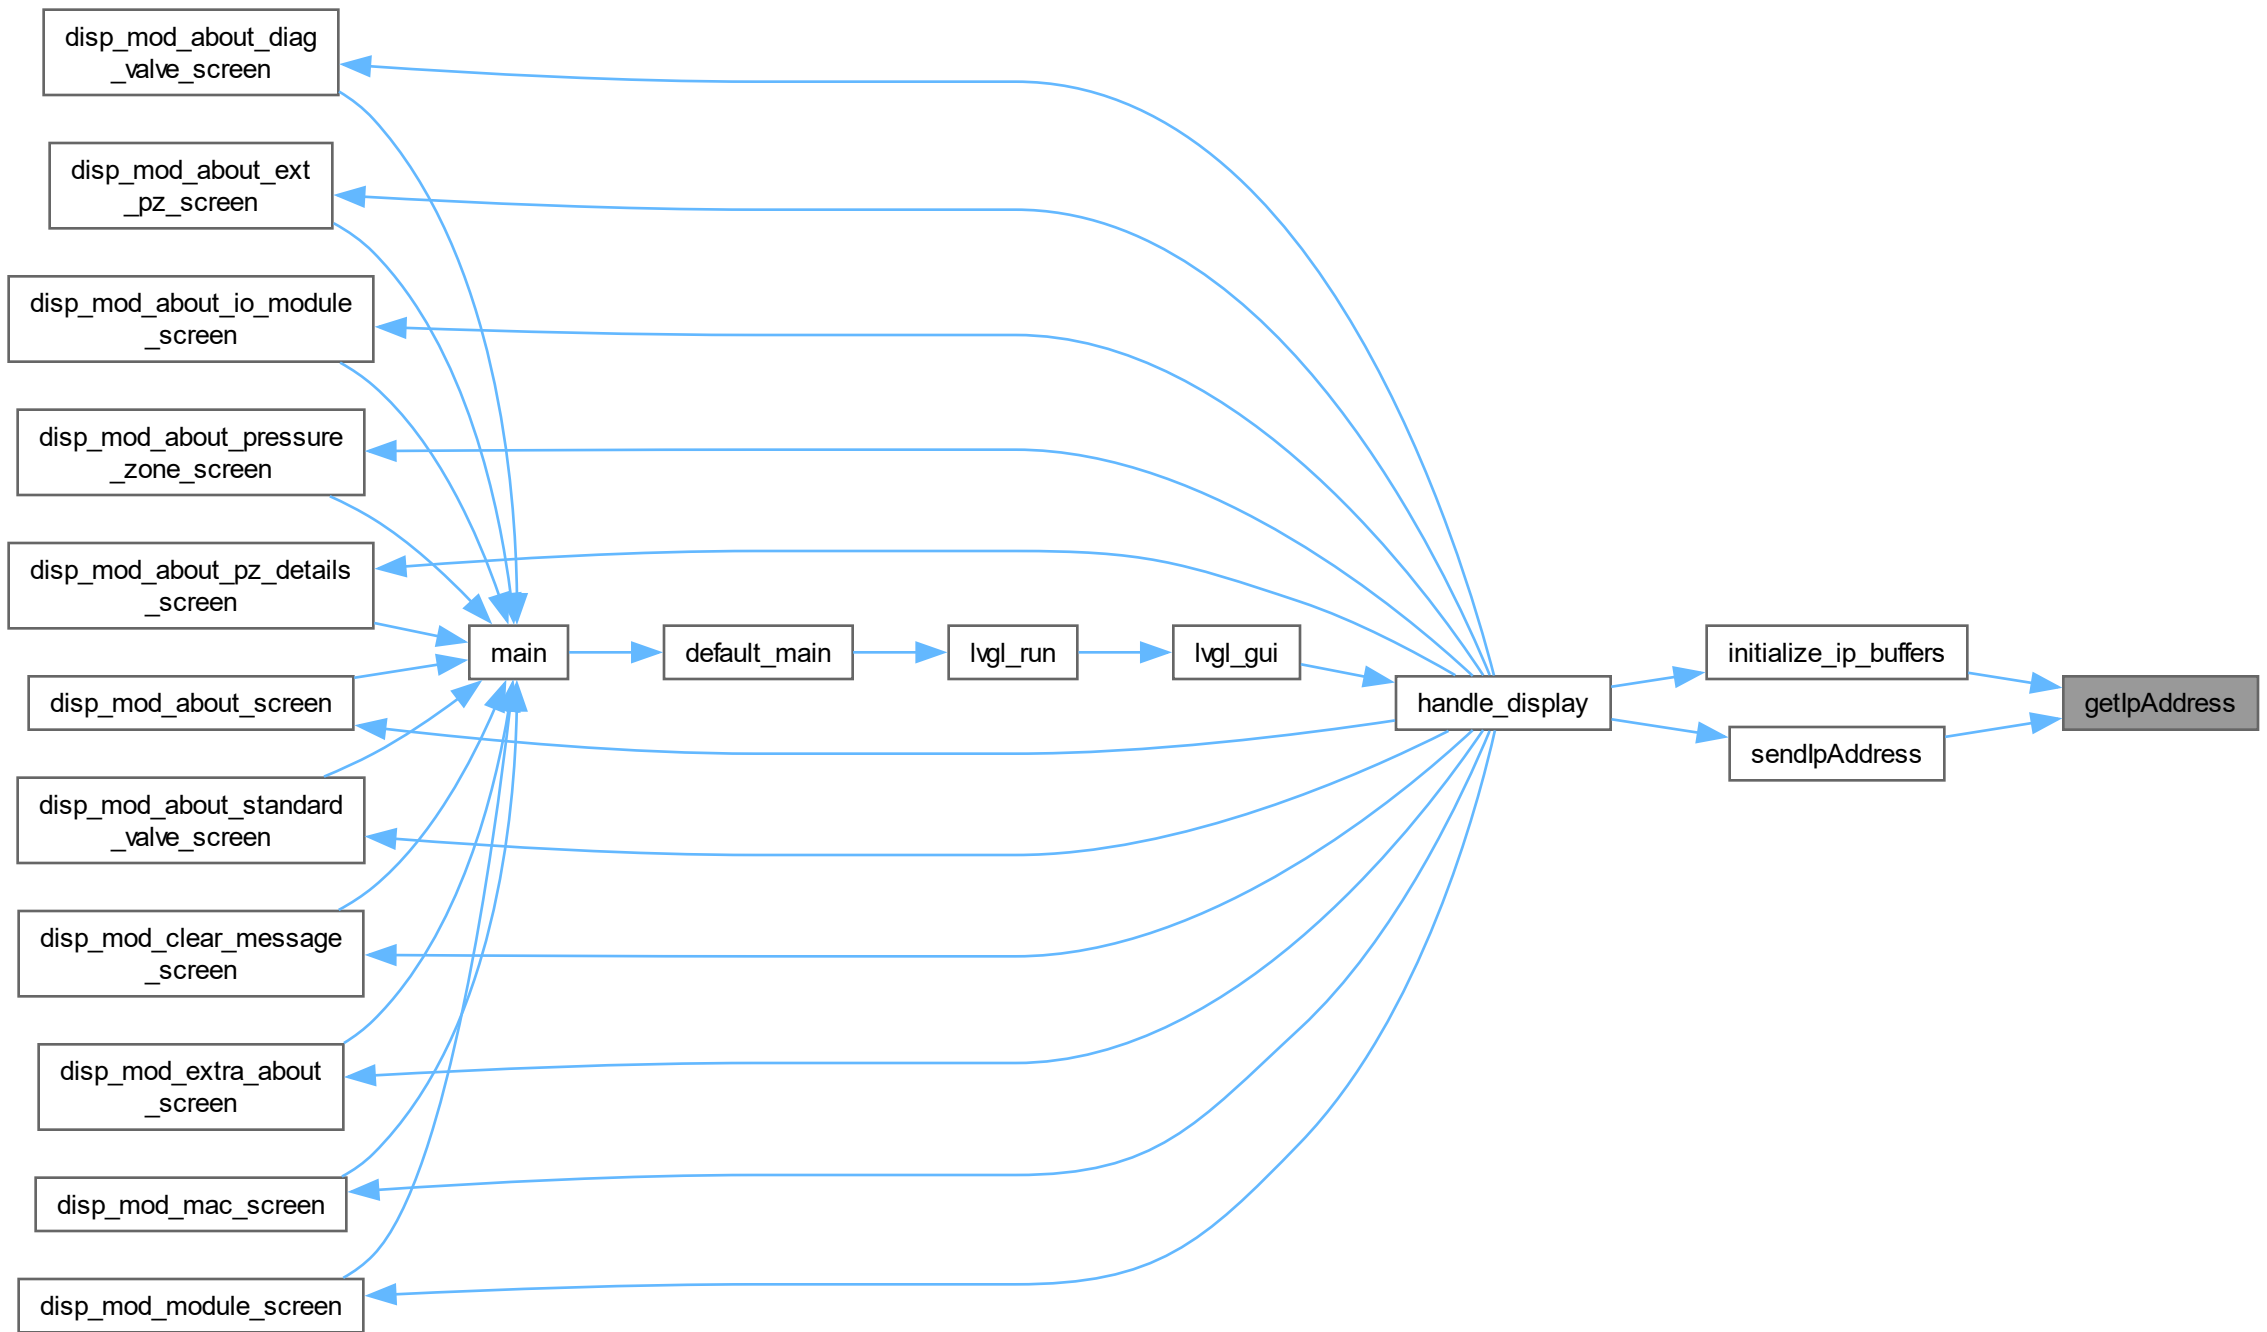 disp_mod_about_diag
_valve_screen
disp_mod_about_ext
_pz_screen
disp_mod_about_io_module
_screen
disp_mod_about_pressure
_zone_screen
disp_mod_about_pz_details
_screen
disp_mod_about_screen
disp_mod_about_standard
_valve_screen
disp_mod_clear_message
_screen
disp_mod_extra_about
_screen
disp_mod_mac_screen
disp_mod_module_screen
main
default_main
lvgl_run
lvgl_gui
handle_display
initialize_ip_buffers
sendIpAddress
getIpAddress